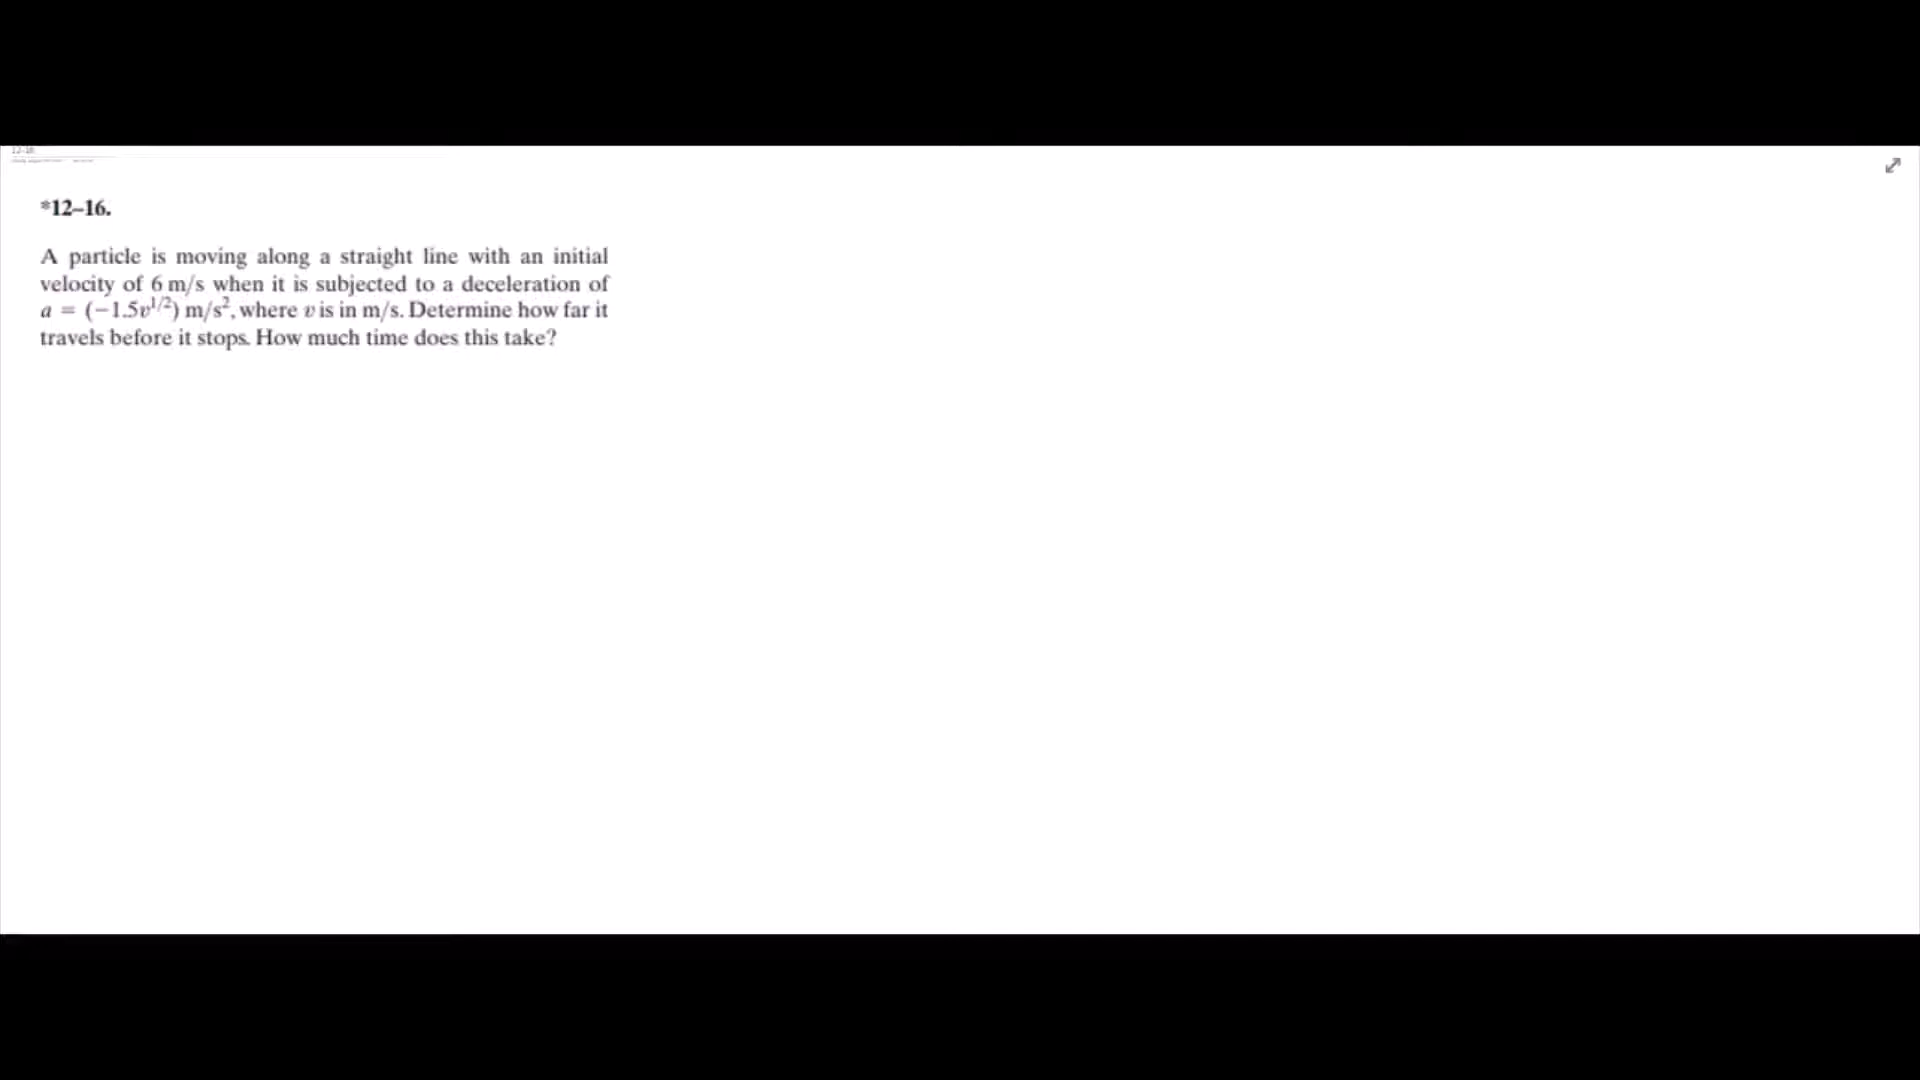 12-16
*12–16.
A particle is moving along a straight line with an initial
velocity of 6 m/s when it is subjected to a deceleration of
a = (−1.5v^{1/2}) m/s², where v is in m/s. Determine how far it
travels before it stops. How much time does this take?